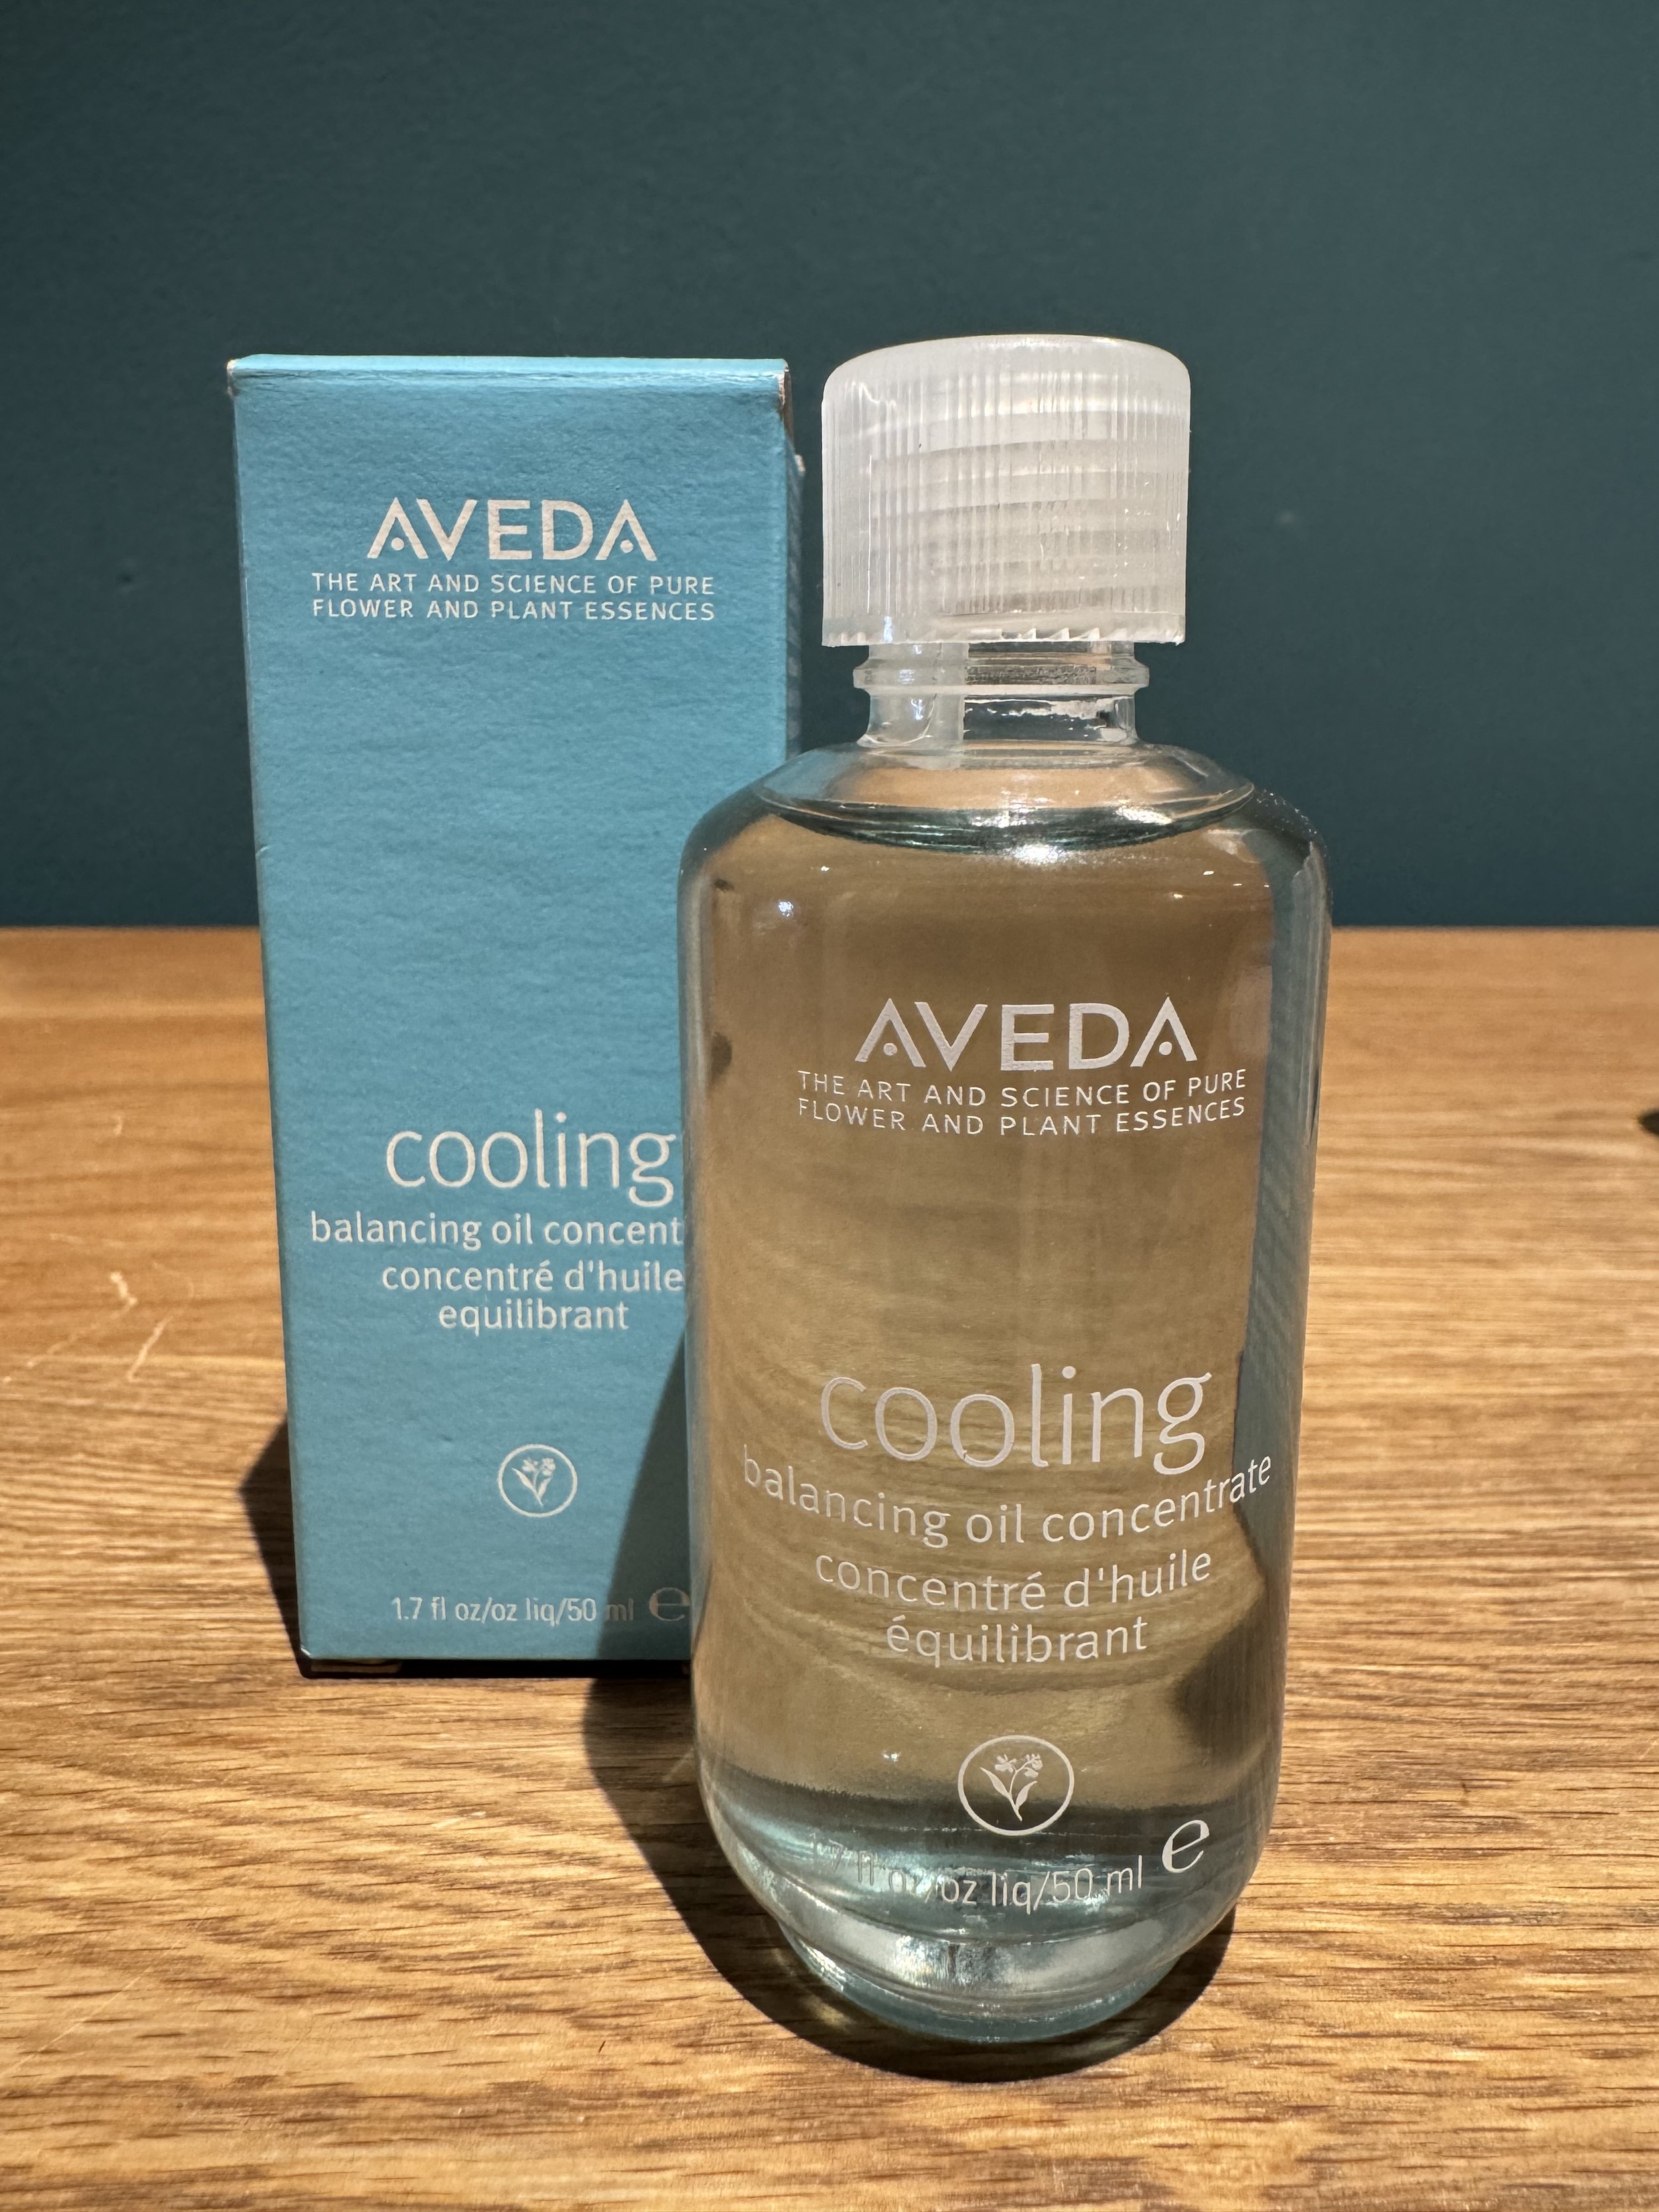 AVEDA
THE ART AND SCIENCE OF PURE
FLOWER AND PLANT ESSENCES
cooling
balancing oil concent
concentré d'huile
equilibrant
1.7 fl oz/oz liq/50 ml e
AVEDA
THE ART AND SCIENCE OF PURE
FLOWER AND PLANT ESSENCES
cooling
balancing oil concentrate
concentré d'huile
équilibrant
1.7 fl oz/oz liq/50 ml e